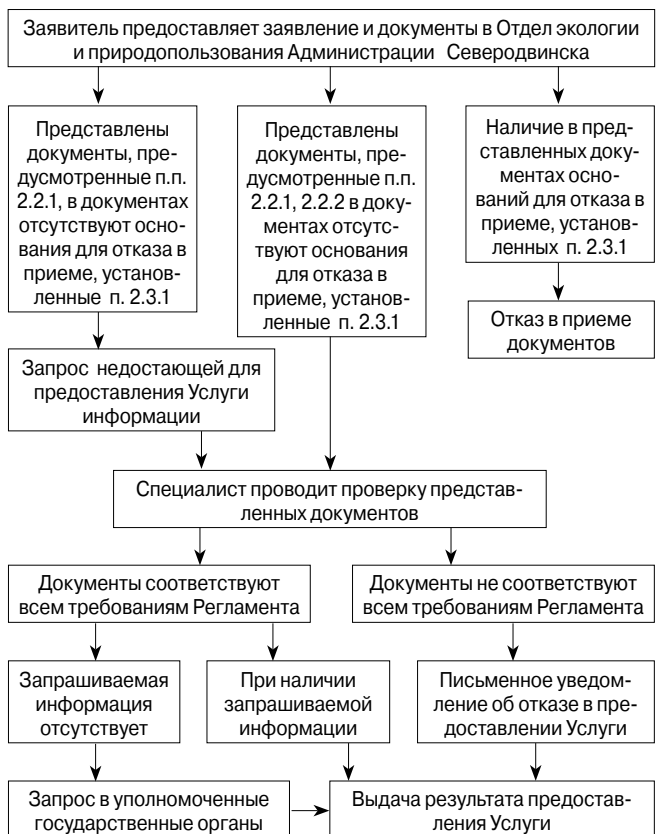 Заявитель предоставляет заявление и документы в Отдел экологии
и природопользования Администрации Северодвинска
Представлены
документы, пре-
дусмотренные п.п.
2.2.1, в документах
отсутствуют осно-
вания для отказа в
приеме, установ-
ленные п. 2.3.1
Представлены
документы, пре-
дусмотренные п.п.
2.2.1, 2.2.2 в доку-
ментах отсутс-
твуют основания
для отказа в
приеме, установ-
ленные п. 2.3.1
Наличие в пред-
ставленных доку-
ментах осно-
ваний для отказа в
приеме, установ-
ленных п. 2.3.1
Отказ в приеме
документов
Запрос недостающей для
предоставления Услуги
информации
Специалист проводит проверку представ-
ленных документов
Документы соответствуют
всем требованиям Регламента
Документы не соответствуют
всем требованиям Регламента
Запрашиваемая
информация
отсутствует
При наличии
запрашиваемой
информации
Письменное уведом-
ление об отказе в пре-
доставлении Услуги
Запрос в уполномоченные
государственные органы
Выдача результата предостав-
ления Услуги